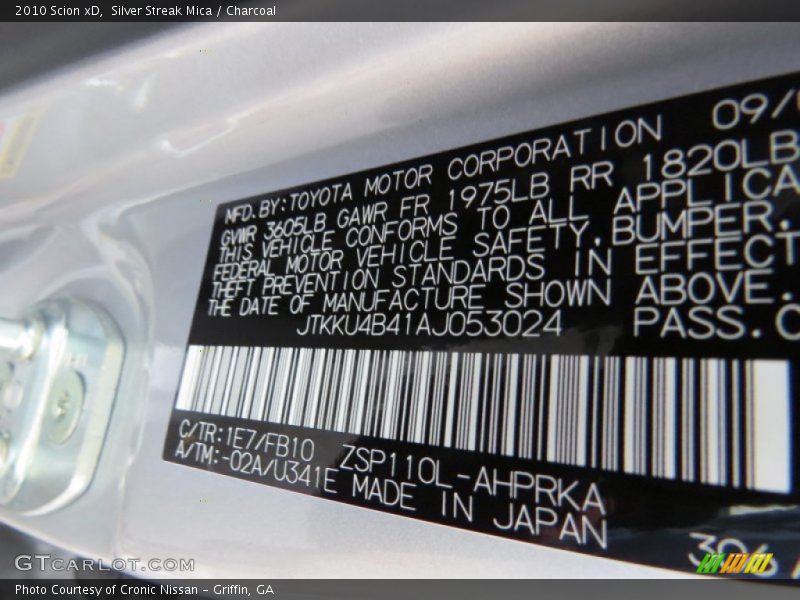 2010 Scion xD, Silver Streak Mica / Charcoal
MFD.BY:TOYOTA MOTOR CORPORATION 09/
GVWR 3605LB GAWR FR 1975LB RR 1820LB
THIS VEHICLE CONFORMS TO ALL APPLICA
FEDERAL MOTOR VEHICLE SAFETY,BUMPER,
THEFT PREVENTION STANDARDS IN EFFECT
THE DATE OF MANUFACTURE SHOWN ABOVE.
JTKKU4B41AJ053024 PASS.C
C/TR:1E7/FB10 ZSP110L-AHPRKA
A/TM:-02A/U341E MADE IN JAPAN
GTCARLOT.COM
Photo Courtesy of Cronic Nissan - Griffin, GA